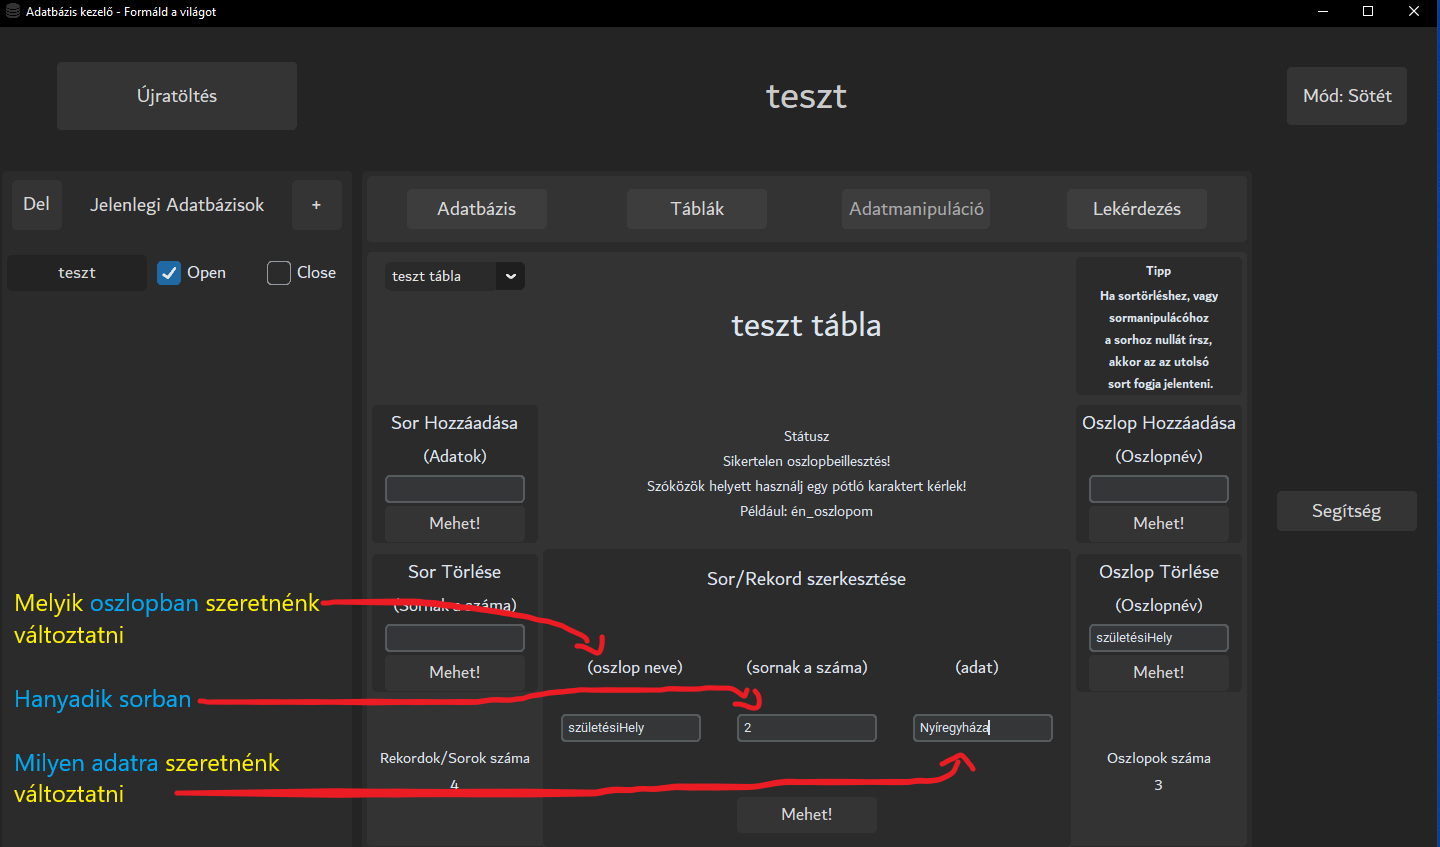 Adatbázis kezelő - Formáld a világot
Újratöltés
teszt
Mód: Sötét
Del
Jelenlegi Adatbázisok
+
Adatbázis
Táblák
Adatmanipuláció
Lekérdezés
teszt
Open
Close
teszt tábla
teszt tábla
Tipp
Ha sortörléshez, vagy
sormanipulácóhoz
a sorhoz nullát írsz,
akkor az az utolsó
sort fogja jelenteni.
Sor Hozzáadása
(Adatok)
Mehet!
Státusz
Sikertelen oszlopbeillesztés!
Szóközök helyett használj egy pótló karaktert kérlek!
Például: én_oszlopom
Oszlop Hozzáadása
(Oszlopnév)
Mehet!
Segítség
Sor Törlése
(Sornak a száma)
Mehet!
Sor/Rekord szerkesztése
Oszlop Törlése
(Oszlopnév)
születésiHely
Mehet!
Melyik oszlopban szeretnénk
változtatni
(oszlop neve)
(sornak a száma)
(adat)
Hanyadik sorban
születésiHely
2
Nyíregyháza
Milyen adatra szeretnénk
változtatni
Rekordok/Sorok száma
4
Oszlopok száma
3
Mehet!